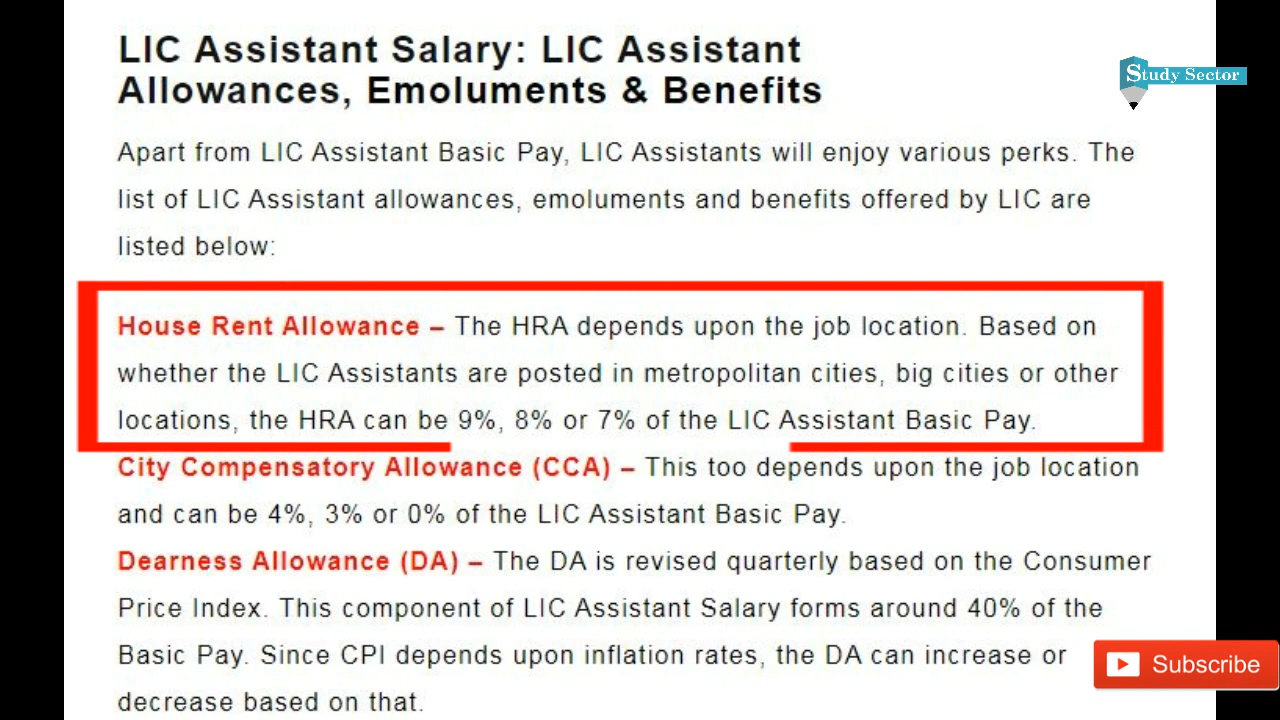 LIC Assistant Salary: LIC Assistant
Allowances, Emoluments & Benefits
Study Sector
Apart from LIC Assistant Basic Pay, LIC Assistants will enjoy various perks. The
list of LIC Assistant allowances, emoluments and benefits offered by LIC are
listed below:
House Rent Allowance – The HRA depends upon the job location. Based on
whether the LIC Assistants are posted in metropolitan cities, big cities or other
locations, the HRA can be 9%, 8% or 7% of the LIC Assistant Basic Pay.
City Compensatory Allowance (CCA) – This too depends upon the job location
and can be 4%, 3% or 0% of the LIC Assistant Basic Pay.
Dearness Allowance (DA) – The DA is revised quarterly based on the Consumer
Price Index. This component of LIC Assistant Salary forms around 40% of the
Basic Pay. Since CPI depends upon inflation rates, the DA can increase or
decrease based on that.
Subscribe